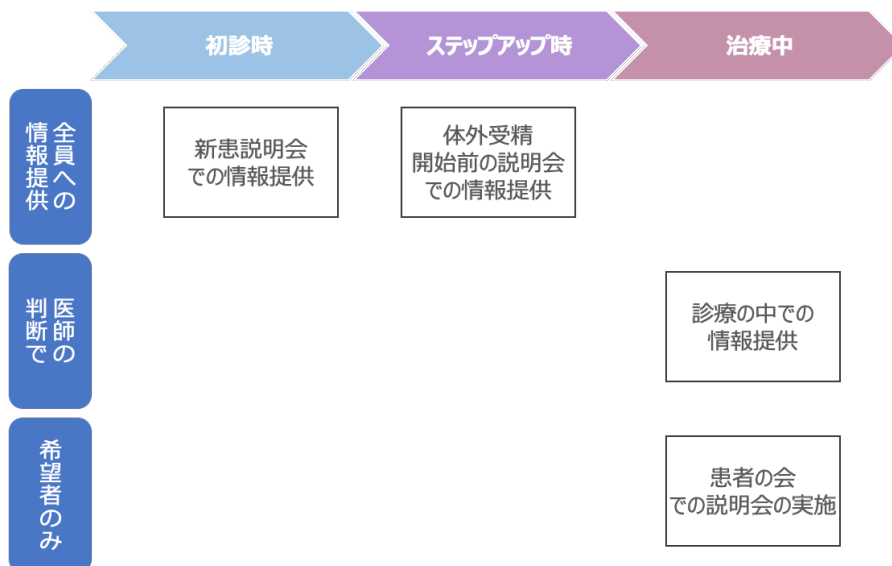 初診時
ステップアップ時
治療中
全員への
情報提供
新患説明会
での情報提供
体外受精
開始前の説明会
での情報提供
医師の
判断で
診療の中での
情報提供
希望者のみ
患者の会
での説明会の実施